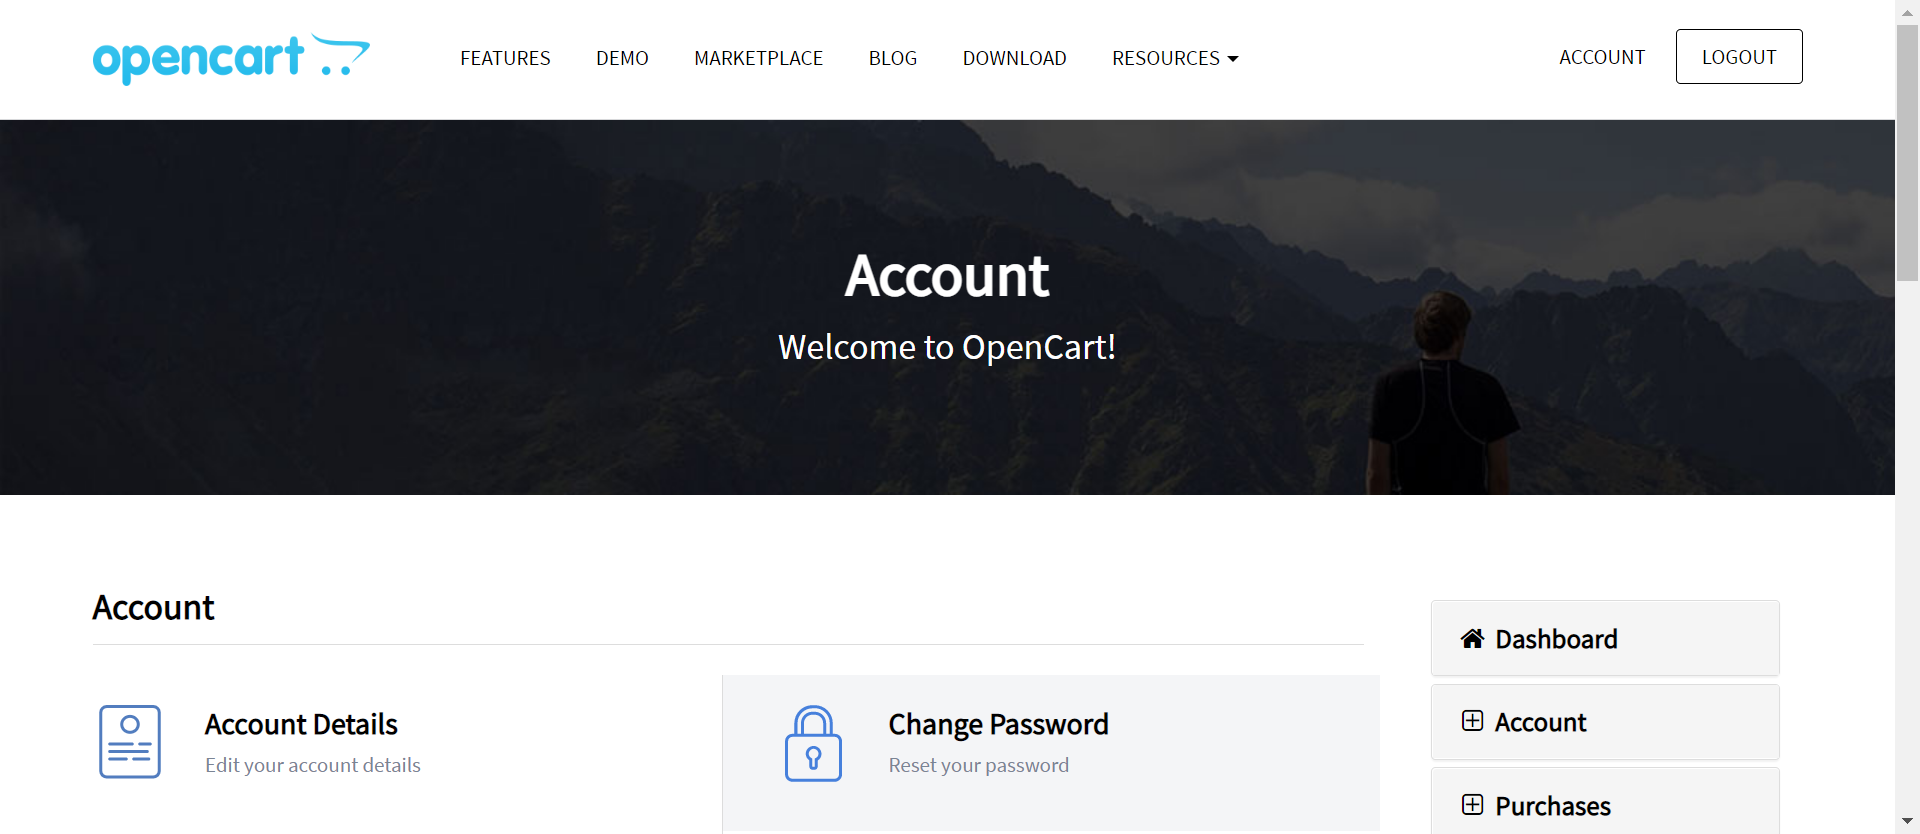 opencart
FEATURES DEMO MARKETPLACE BLOG DOWNLOAD RESOURCES
ACCOUNT LOGOUT
Account
Welcome to OpenCart!
Account
Account Details
Edit your account details
Change Password
Reset your password
Dashboard
Account
Purchases